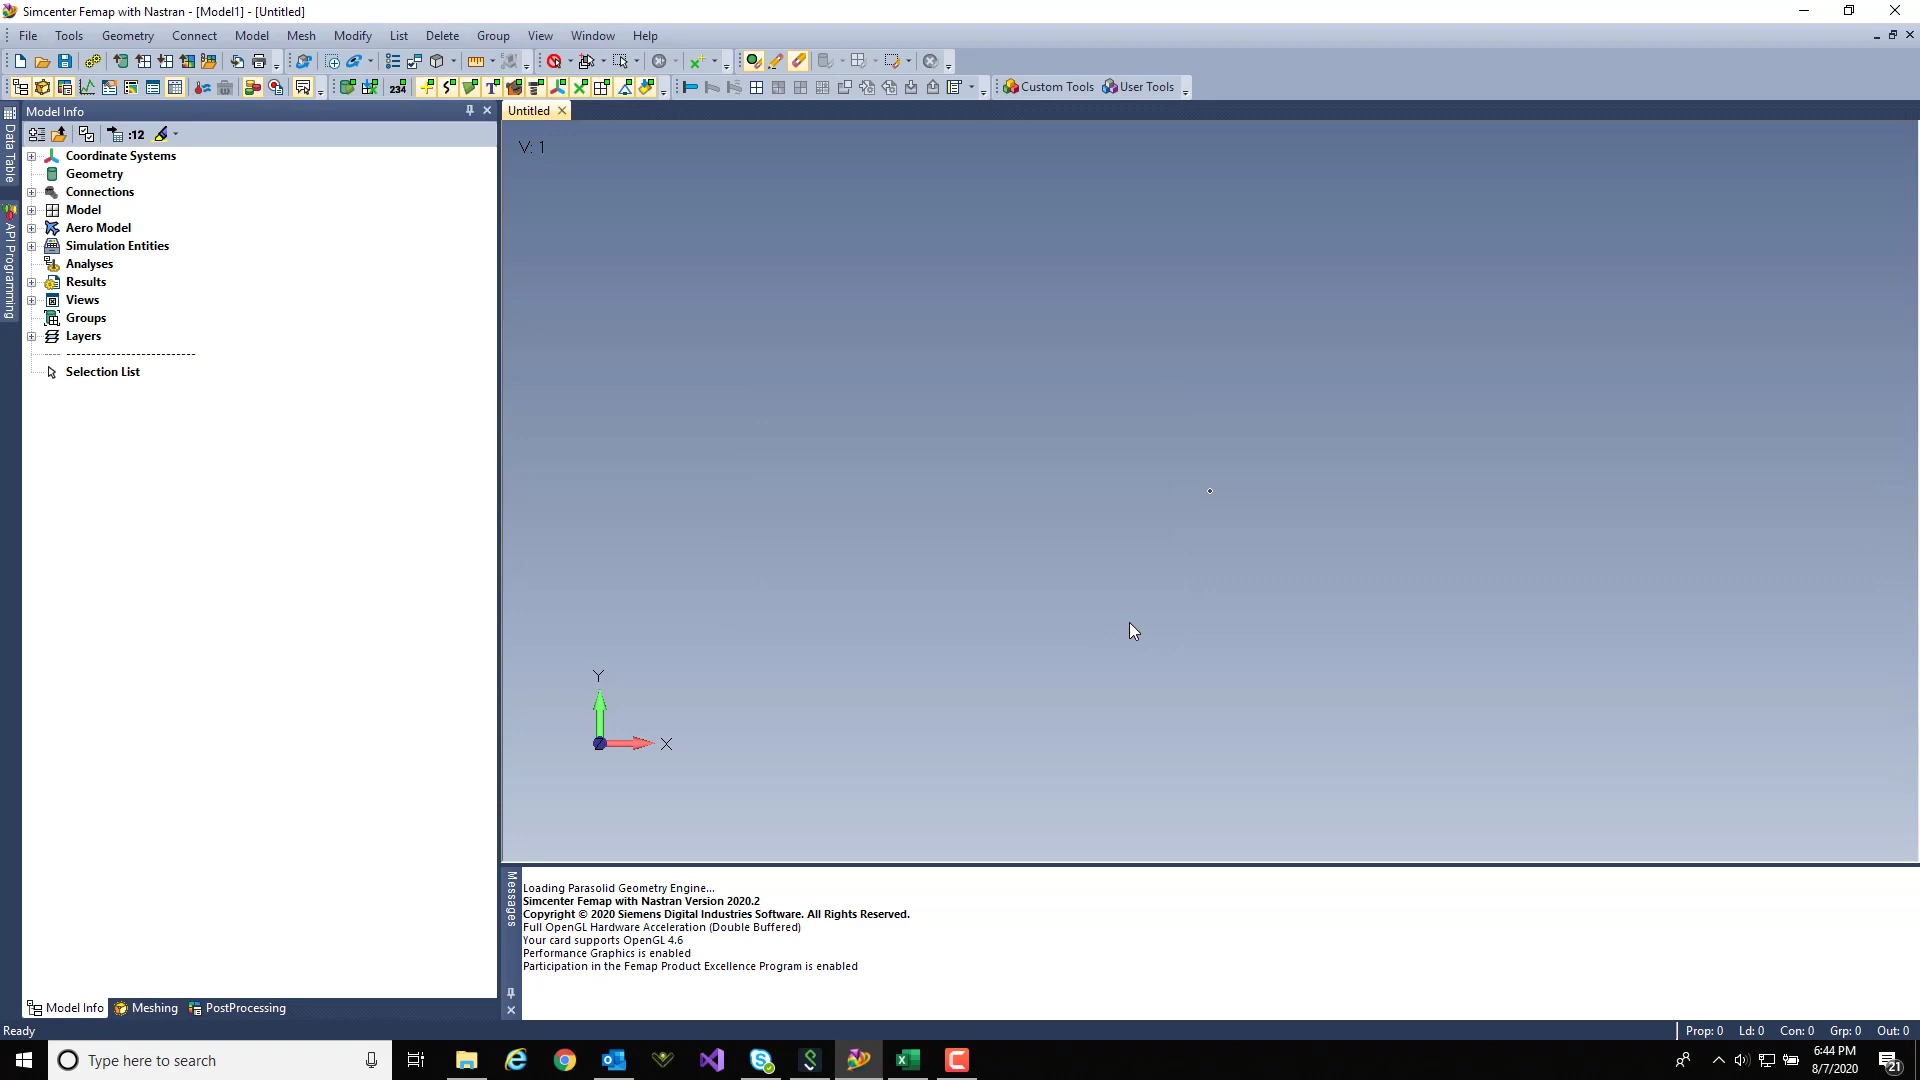 Simcenter Femap with Nastran - [Model1] - [Untitled]
File Tools Geometry Connect Model Mesh Modify List Delete Group View Window Help
234 Custom Tools User Tools
Model Info
Untitled
:12
Data Table
API Programming
Coordinate Systems
Geometry
Connections
Model
Aero Model
Simulation Entities
Analyses
Results
Views
Groups
Layers
Selection List
V: 1
Y
Z
X
Messages
Loading Parasolid Geometry Engine...
Simcenter Femap with Nastran Version 2020.2
Copyright © 2020 Siemens Digital Industries Software. All Rights Reserved.
Full OpenGL Hardware Acceleration (Double Buffered)
Your card supports OpenGL 4.6
Performance Graphics is enabled
Participation in the Femap Product Excellence Program is enabled
Model Info Meshing PostProcessing
Ready
Prop: 0 Ld: 0 Con: 0 Grp: 0 Out: 0
Type here to search
6:44 PM
8/7/2020
21